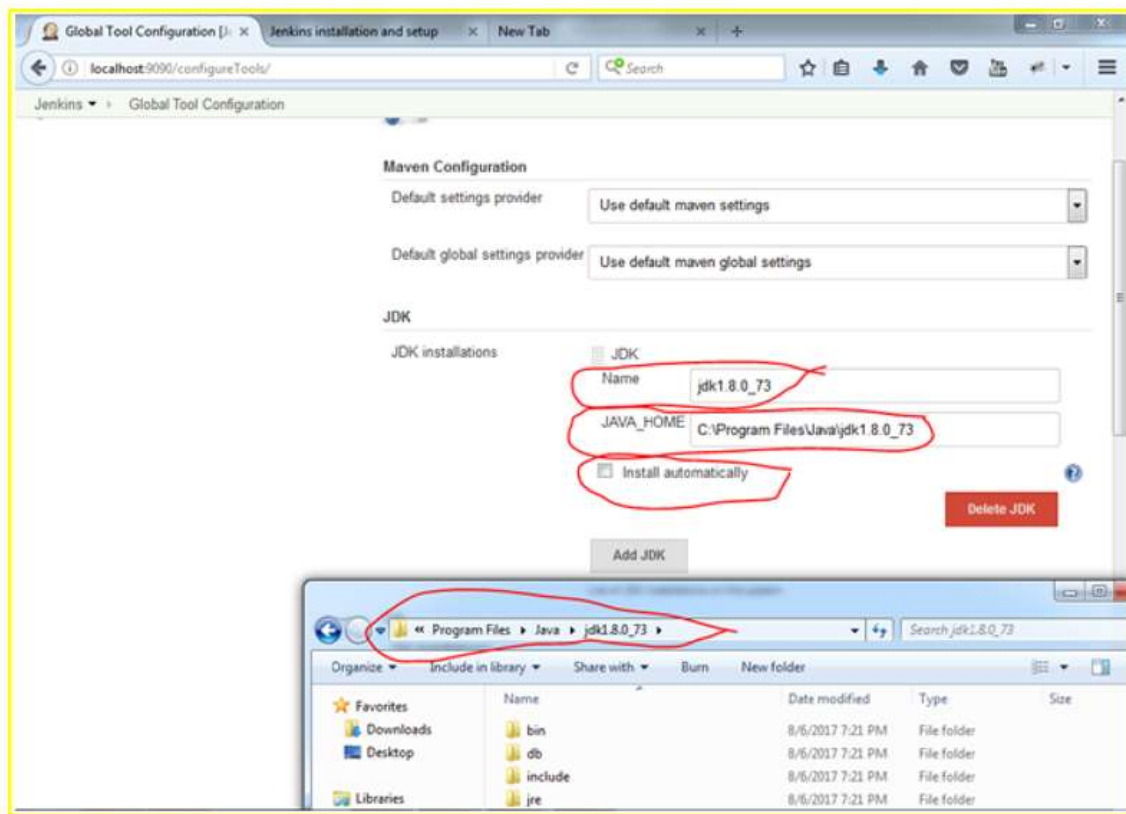 Global Tool Configuration [J
Jenkins installation and setup
New Tab
localhost:9090/configureTools/
Search
Jenkins
Global Tool Configuration
Maven Configuration
Default settings provider
Use default maven settings
Default global settings provider
Use default maven global settings
JDK
JDK installations
JDK
Name
jdk1.8.0_73
JAVA_HOME
C:\Program Files\Java\jdk1.8.0_73
Install automatically
Delete JDK
Add JDK
« Program Files Java jdk1.8.0_73
Search jdk1.8.0_73
Organize Include in library Share with Burn New folder
Name Date modified Type Size
Favorites
Downloads
Desktop
Libraries
bin 8/6/2017 7:21 PM File folder
db 8/6/2017 7:21 PM File folder
include 8/6/2017 7:21 PM File folder
jre 8/6/2017 7:21 PM File folder